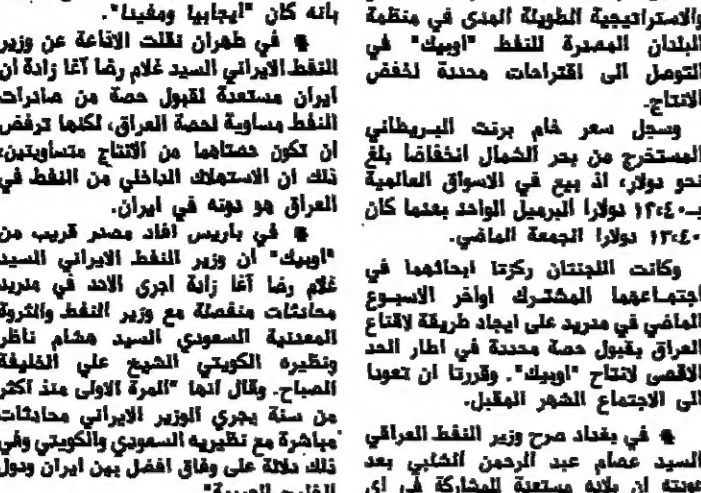 والاستراتيجية الطويلة المدى في منظمة
البلدان المصدرة للنفط "اوبيك" في
التوصل الى اقتراحات محددة لخفض
الانتاج.
وسجل سعر خام برنت البريطاني
المستخرج من بحر الشمال انخفاضا بلغ
نحو دولار، اذ بيع في الاسواق العالمية
بـ١٢،٤٠ دولارا البرميل الواحد بعدما كان
١٣،٤٠ دولارا الجمعة الماضي.
وكانت اللجنتان ركزتا ابحاثهما في
اجتماعهما المشترك اواخر الاسبوع
الماضي في مدريد على ايجاد طريقة لاقناع
العراق بقبول حصة محددة في اطار الحد
الاقصى لانتاج "اوبيك". وقررتا ان تعودا
الى الاجتماع الشهر المقبل.
● في بغداد صرح وزير النفط العراقي
السيد عصام عبد الرحمن الشلبي بعد
عودته ان بلاده مستعدة للمشاركة في اي
بأنه كان "ايجابيا ومفيدا".
● في طهران نقلت الاذاعة عن وزير
النفط الايراني السيد غلام رضا آغا زادة ان
ايران مستعدة لقبول حصة من صادرات
النفط مساوية لحصة العراق، لكنها ترفض
ان تكون حصتاهما من الانتاج متساويتين،
ذلك ان الاستهلاك الداخلي من النفط في
العراق هو دونه في ايران.
● في باريس افاد مصدر قريب من
"اوبيك" ان وزير النفط الايراني السيد
غلام رضا آغا زادة اجرى الاحد في مدريد
محادثات منفصلة مع وزير النفط والثروة
المعدنية السعودي السيد هشام ناظر
ونظيره الكويتي الشيخ علي الخليفة
الصباح. وقال انها "المرة الاولى منذ اكثر
من سنة يجري الوزير الايراني محادثات
مباشرة مع نظيريه السعودي والكويتي وفي
ذلك دلالة على وفاق افضل بين ايران ودول
الخليج العربية"